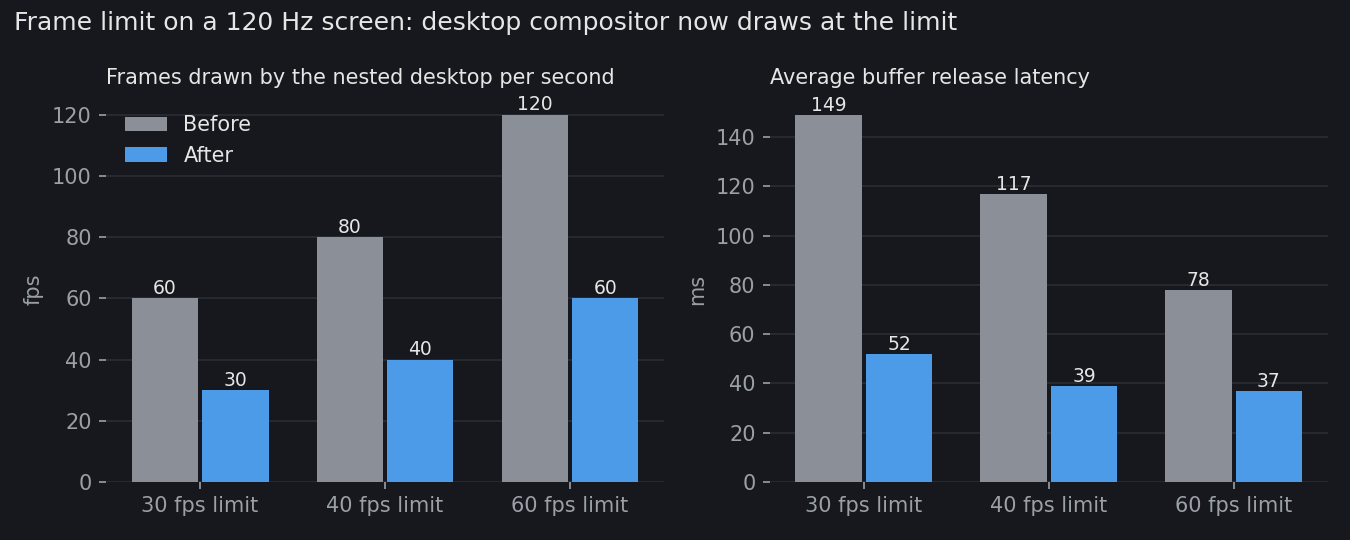 Frame limit on a 120 Hz screen: desktop compositor now draws at the limit
Frames drawn by the nested desktop per second
Before
After
fps
120
100
80
60
40
20
0
60
30
80
40
120
60
30 fps limit
40 fps limit
60 fps limit
Average buffer release latency
ms
140
120
100
80
60
40
20
0
149
52
117
39
78
37
30 fps limit
40 fps limit
60 fps limit